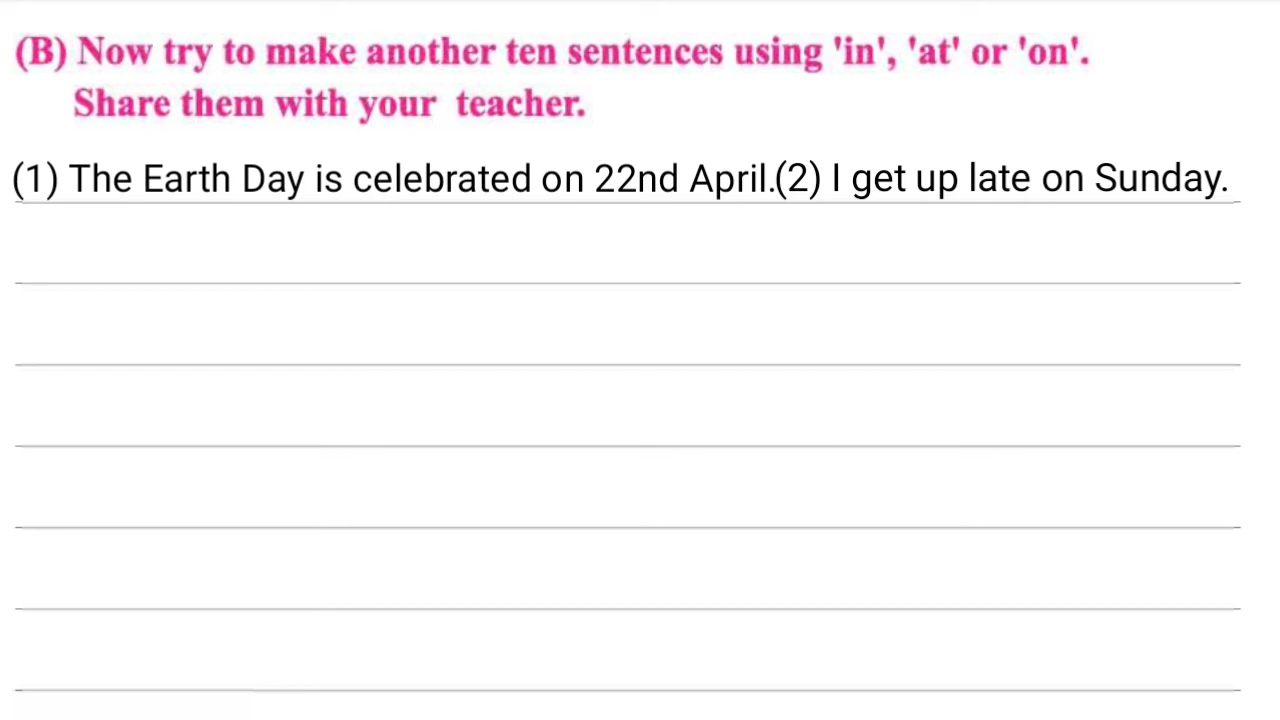 (B) Now try to make another ten sentences using 'in', 'at' or 'on'.
Share them with your teacher.
(1) The Earth Day is celebrated on 22nd April.(2) I get up late on Sunday.